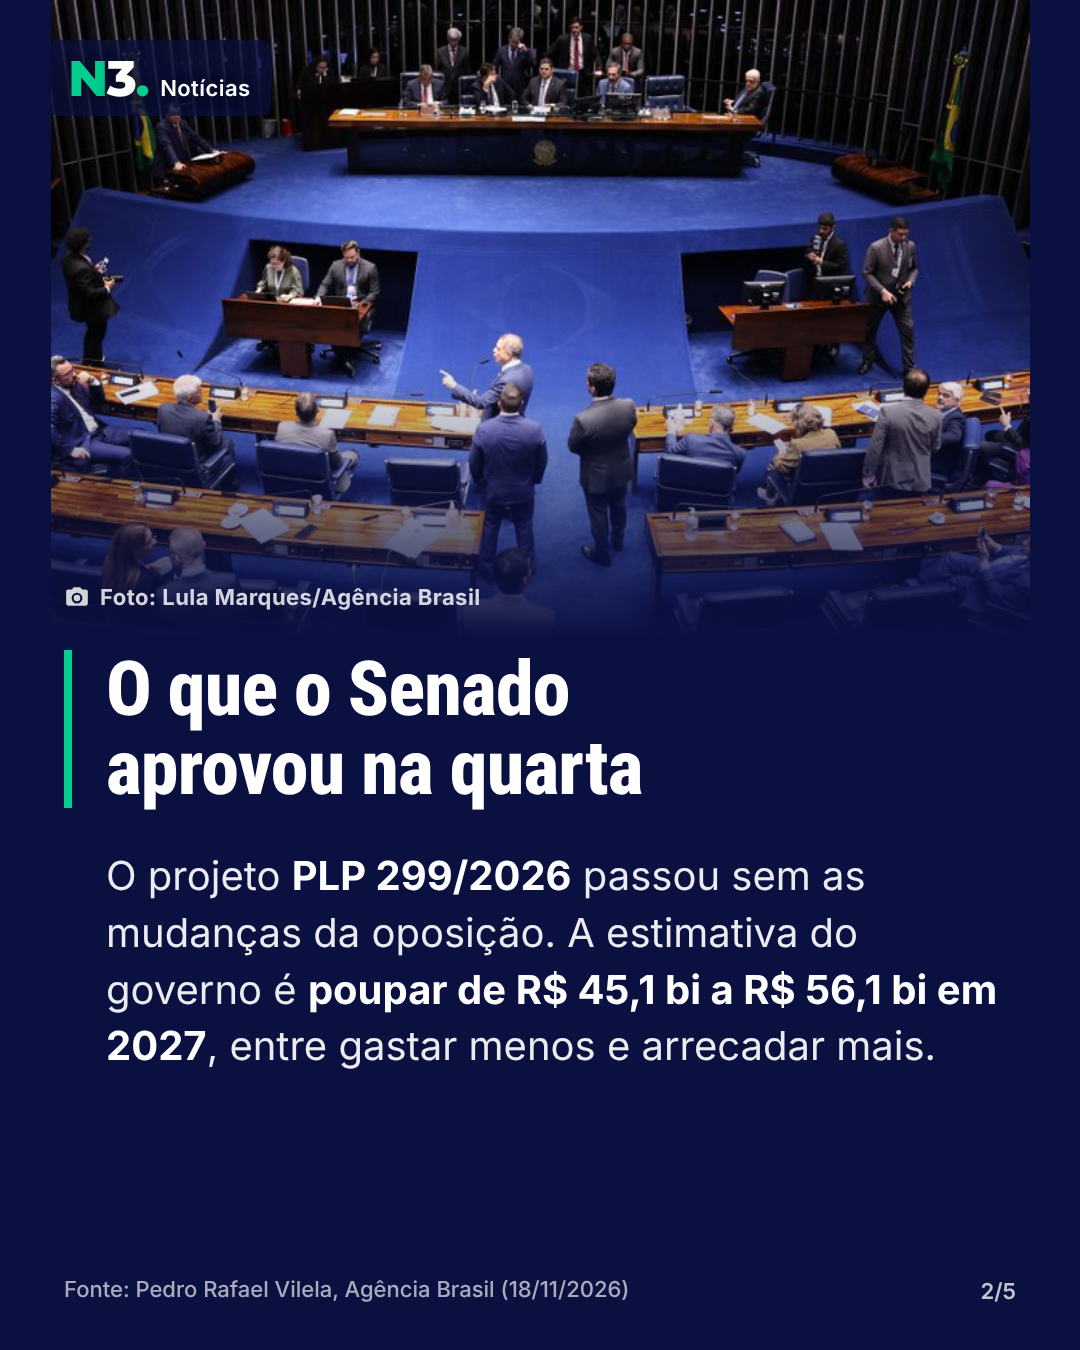 N3. Notícias
Foto: Lula Marques/Agência Brasil
O que o Senado
aprovou na quarta
O projeto PLP 299/2026 passou sem as
mudanças da oposição. A estimativa do
governo é poupar de R$ 45,1 bi a R$ 56,1 bi em
2027, entre gastar menos e arrecadar mais.
Fonte: Pedro Rafael Vilela, Agência Brasil (18/11/2026)
2/5